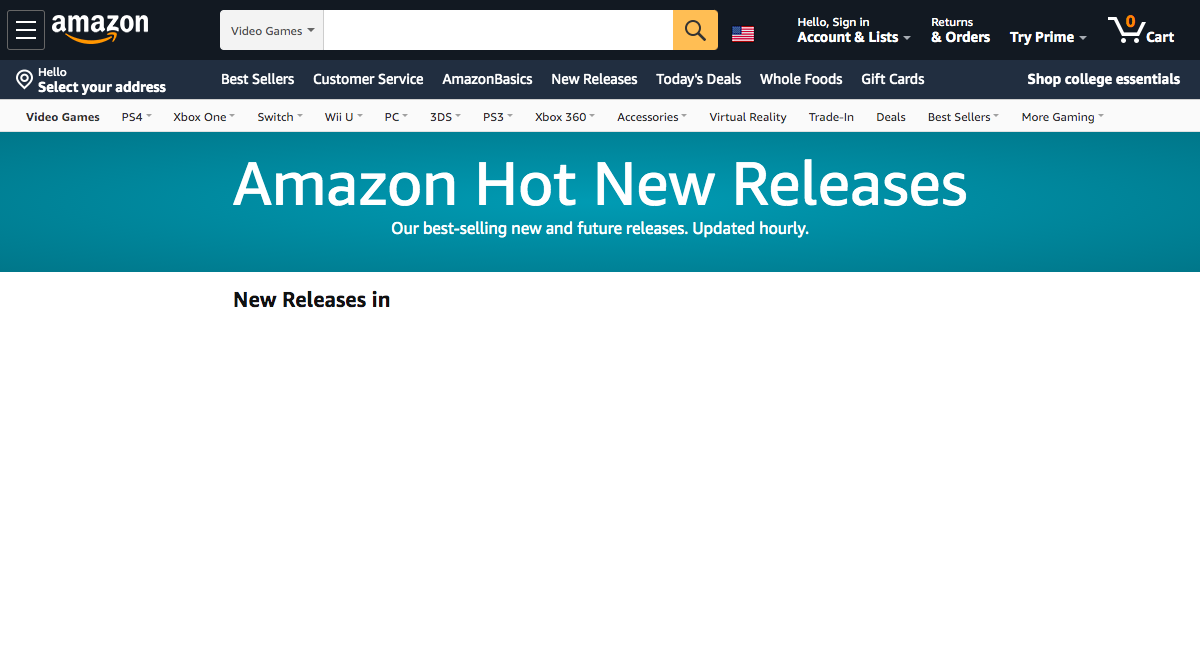 amazon
Video Games
Hello, Sign in
Account & Lists
Returns
& Orders
Try Prime
0
Cart
Hello
Select your address
Best Sellers Customer Service AmazonBasics New Releases Today's Deals Whole Foods Gift Cards Shop college essentials
Video Games PS4 Xbox One Switch Wii U PC 3DS PS3 Xbox 360 Accessories Virtual Reality Trade-In Deals Best Sellers More Gaming
Amazon Hot New Releases
Our best-selling new and future releases. Updated hourly.
New Releases in